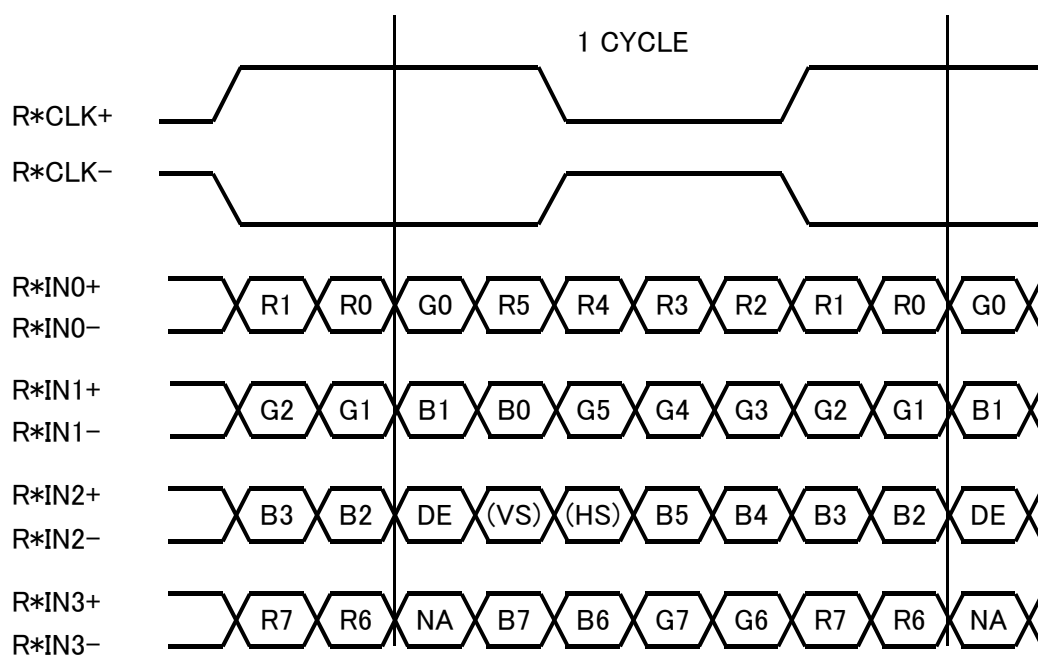 1 CYCLE
R*CLK+
R*CLK-
R*IN0+
R1 R0 G0 R5 R4 R3 R2 R1 R0 G0
R*IN0-
R*IN1+
G2 G1 B1 B0 G5 G4 G3 G2 G1 B1
R*IN1-
R*IN2+
B3 B2 DE (VS) (HS) B5 B4 B3 B2 DE
R*IN2-
R*IN3+
R7 R6 NA B7 B6 G7 G6 R7 R6 NA
R*IN3-